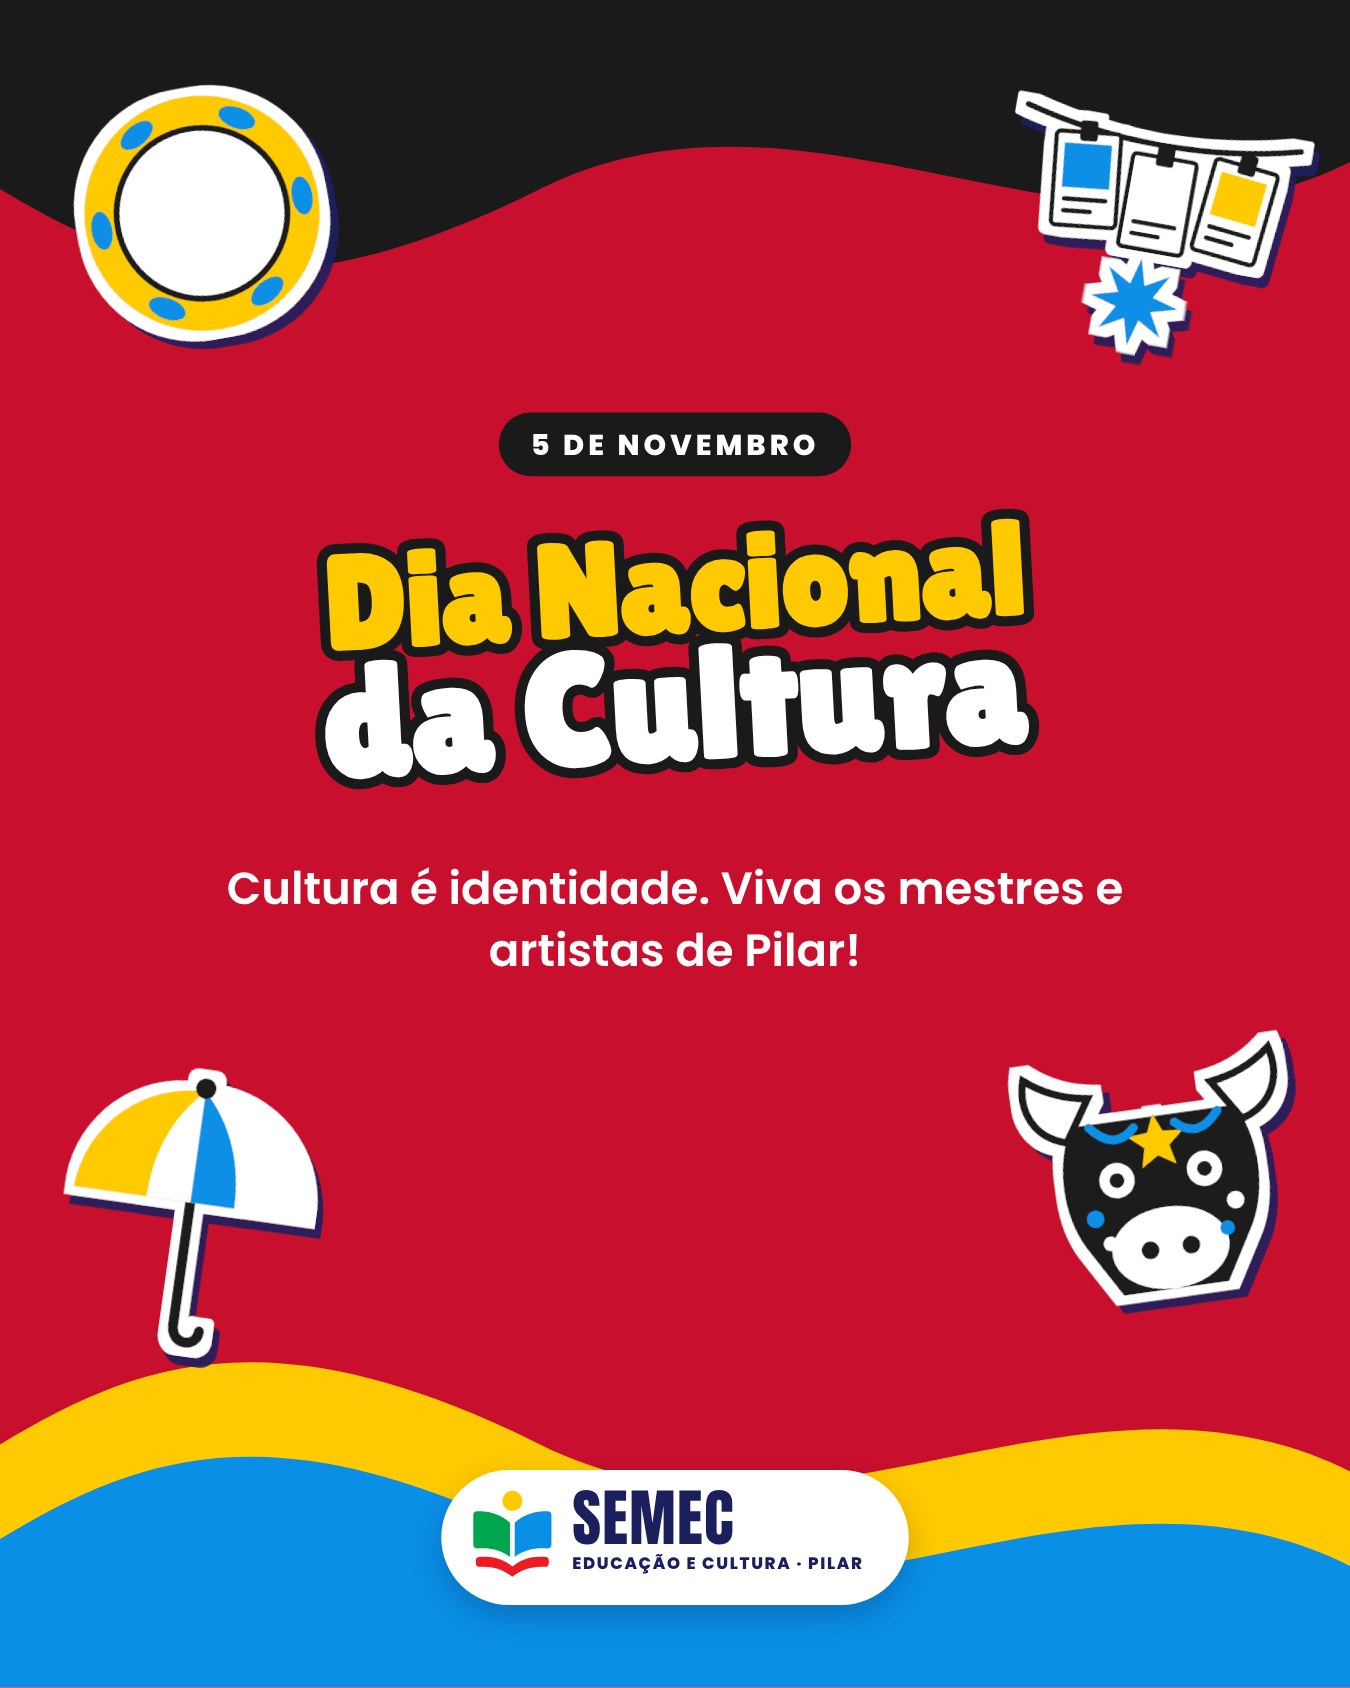 5 DE NOVEMBRO
Dia Nacional
da Cultura
Cultura é identidade. Viva os mestres e
artistas de Pilar!
SEMEC
EDUCAÇÃO E CULTURA · PILAR